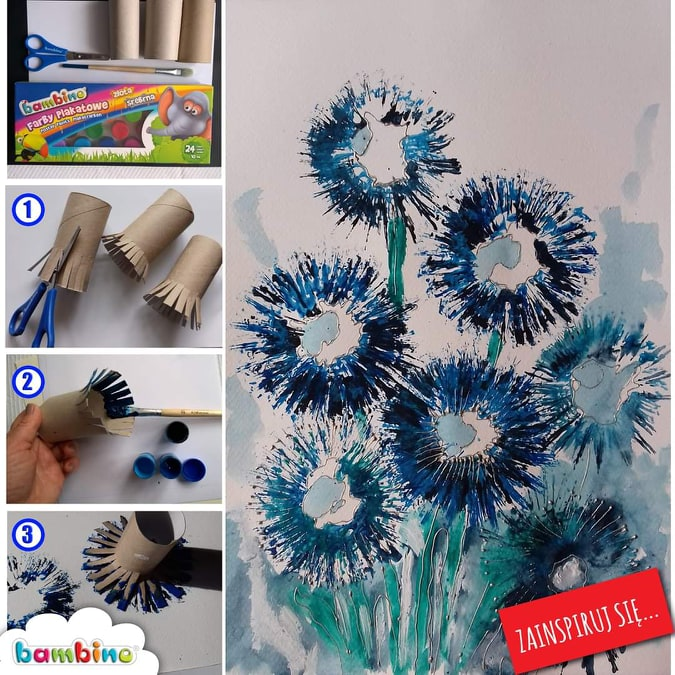 bambino
Farby Plakatowe
złota
srebrna
24
1
2
3
bambino
ZAINSPIRUJ SIĘ...